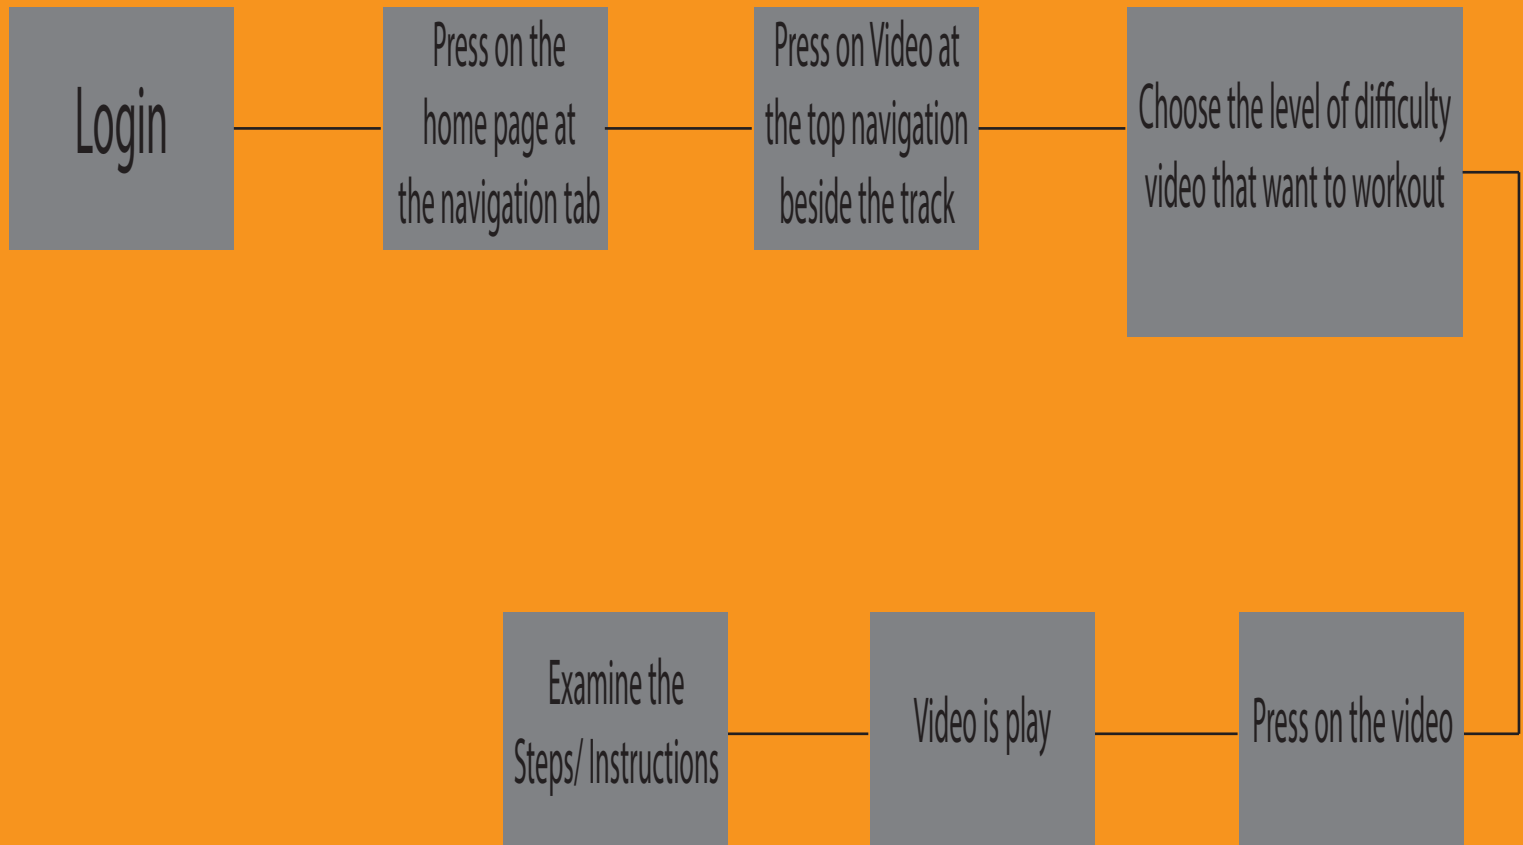 Login
Press on the
home page at
the navigation tab
Press on Video at
the top navigation
beside the track
Choose the level of difficulty
video that want to workout
Press on the video
Video is play
Examine the
Steps/ Instructions